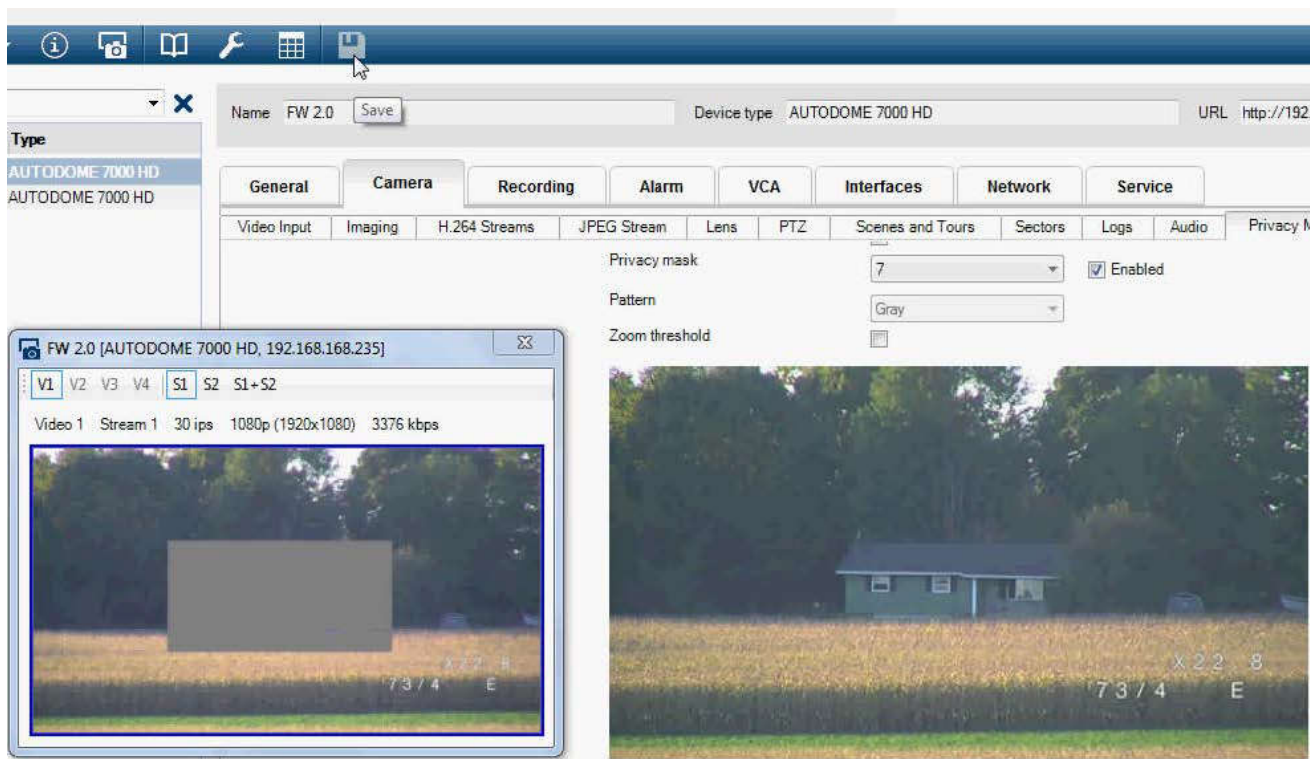 Name FW 2.0 Save Device type AUTODOME 7000 HD URL http://192
Type
AUTODOME 7000 HD
AUTODOME 7000 HD
General Camera Recording Alarm VCA Interfaces Network Service
Video Input Imaging H.264 Streams JPEG Stream Lens PTZ Scenes and Tours Sectors Logs Audio Privacy M
Privacy mask 7 Enabled
Pattern Gray
Zoom threshold
FW 2.0 [AUTODOME 7000 HD, 192.168.168.235]
V1 V2 V3 V4 S1 S2 S1+S2
Video 1 Stream 1 30 ips 1080p (1920x1080) 3376 kbps
X22.8
73/4 E
X22.8
73/4 E